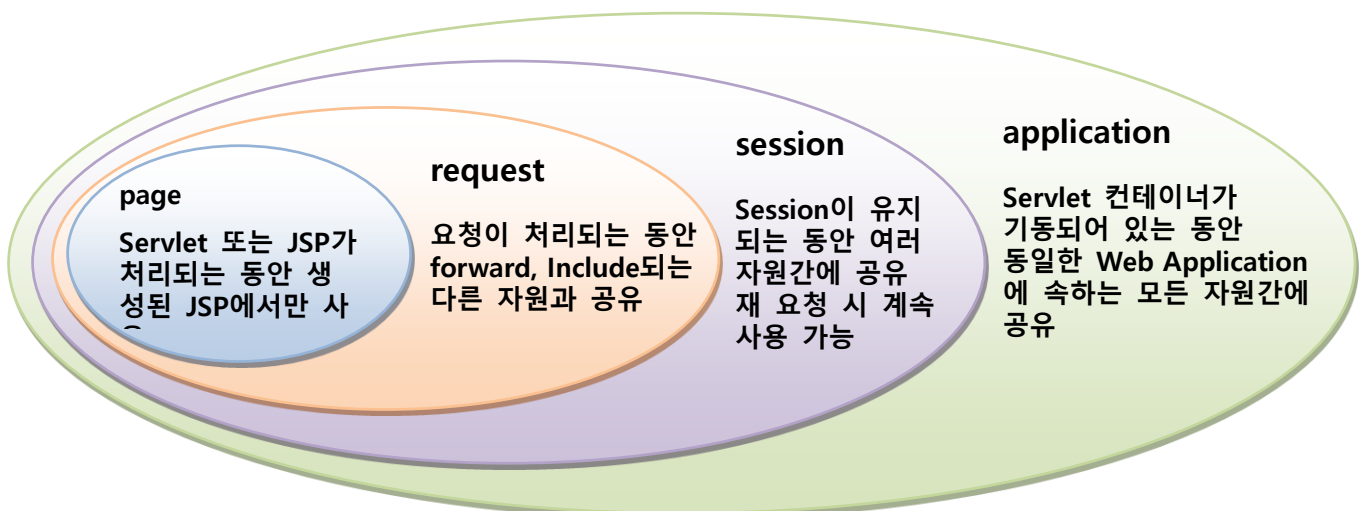 page
Servlet 또는 JSP가
처리되는 동안 생
성된 JSP에서만 사
request
요청이 처리되는 동안
forward, Include되는
다른 자원과 공유
session
Session이 유지
되는 동안 여러
자원간에 공유
재 요청 시 계속
사용 가능
application
Servlet 컨테이너가
기동되어 있는 동안
동일한 Web Application
에 속하는 모든 자원간에
공유